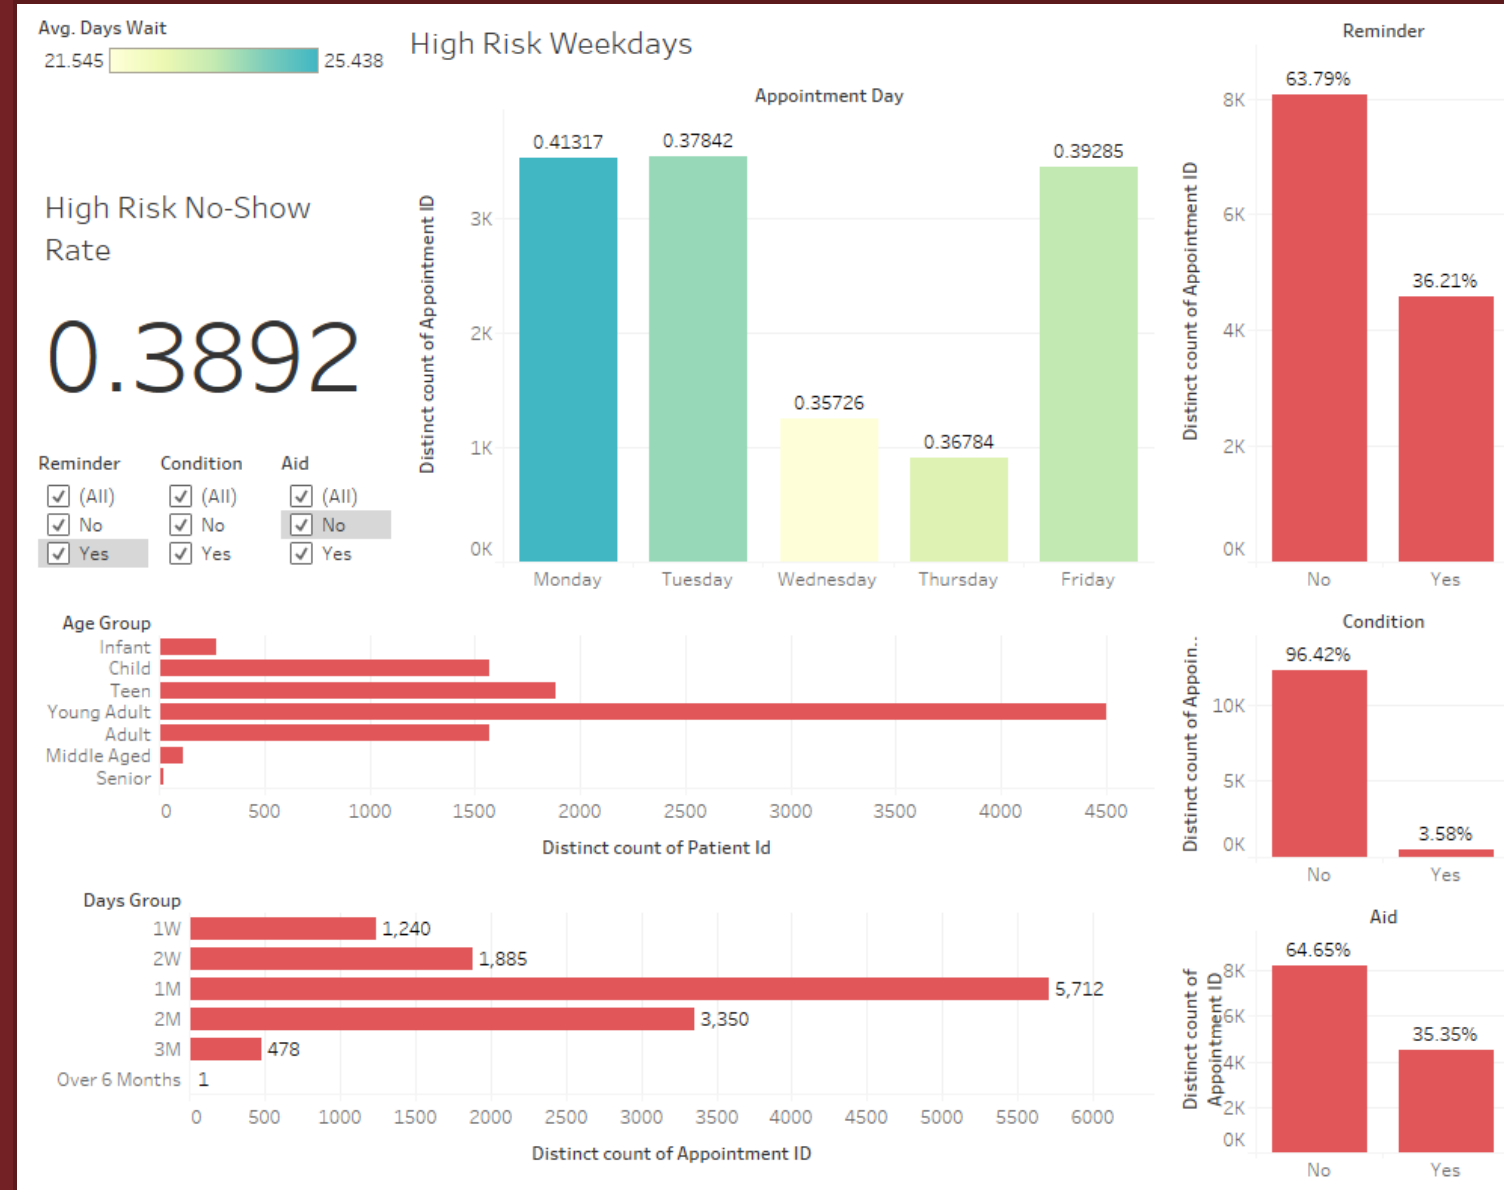 Avg. Days Wait
21.545 25.438
High Risk No-Show
Rate
0.3892
Reminder Condition Aid
(All) (All) (All)
No No No
Yes Yes Yes
High Risk Weekdays
Appointment Day
Distinct count of Appointment ID
3K
2K
1K
0K
0.41317 0.37842 0.35726 0.36784 0.39285
Monday Tuesday Wednesday Thursday Friday
Reminder
Distinct count of Appointment ID
8K
6K
4K
2K
0K
63.79%
36.21%
No Yes
Age Group
Infant
Child
Teen
Young Adult
Adult
Middle Aged
Senior
0 500 1000 1500 2000 2500 3000 3500 4000 4500
Distinct count of Patient Id
Condition
Distinct count of Appoin..
10K
5K
0K
96.42%
3.58%
No Yes
Days Group
1W 1,240
2W 1,885
1M 5,712
2M 3,350
3M 478
Over 6 Months 1
0 500 1000 1500 2000 2500 3000 3500 4000 4500 5000 5500 6000
Distinct count of Appointment ID
Aid
Distinct count of
Appointment ID
8K
6K
4K
2K
0K
64.65%
35.35%
No Yes